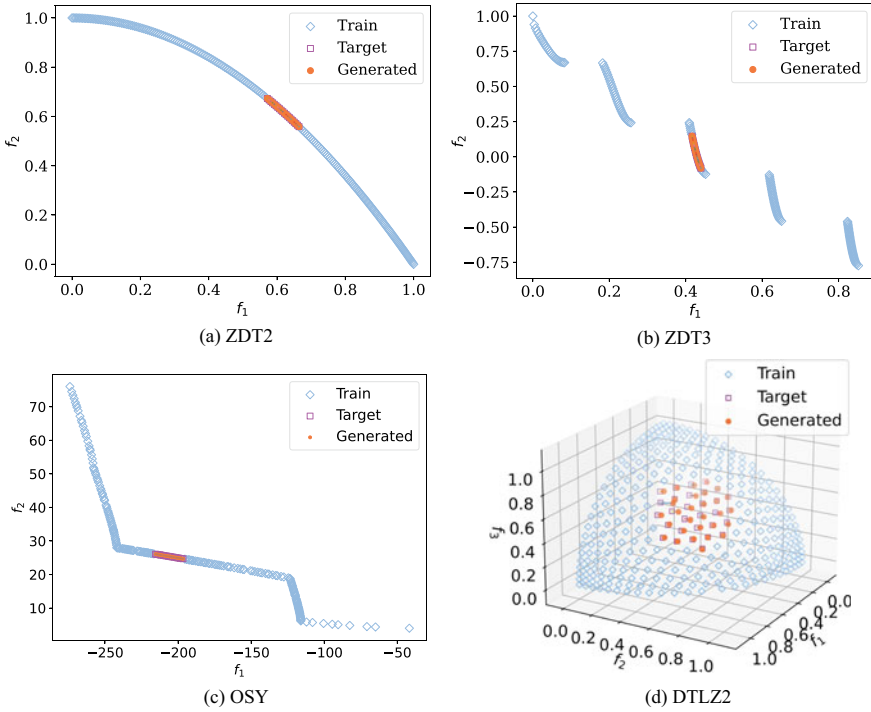 1.00
0.75
0.50
0.25
0.00
−0.25
−0.50
−0.75
f₂
0.0 0.2 0.4 0.6 0.8
f₁
Train
Target
Generated
(b) ZDT3
1.0
0.8
0.6
0.4
0.2
0.0
f₂
0.0 0.2 0.4 0.6 0.8 1.0
f₁
Train
Target
Generated
(a) ZDT2
70
60
50
40
30
20
10
f₂
−250 −200 −150 −100 −50
f₁
Train
Target
Generated
(c) OSY
Train
Target
Generated
1.0
0.8
0.6
0.4
0.2
0.0
f₃
0.0 0.2 0.4 0.6 0.8 1.0
f₂
1.0 0.8 0.6 0.4 0.2 0.0
f₁
(d) DTLZ2